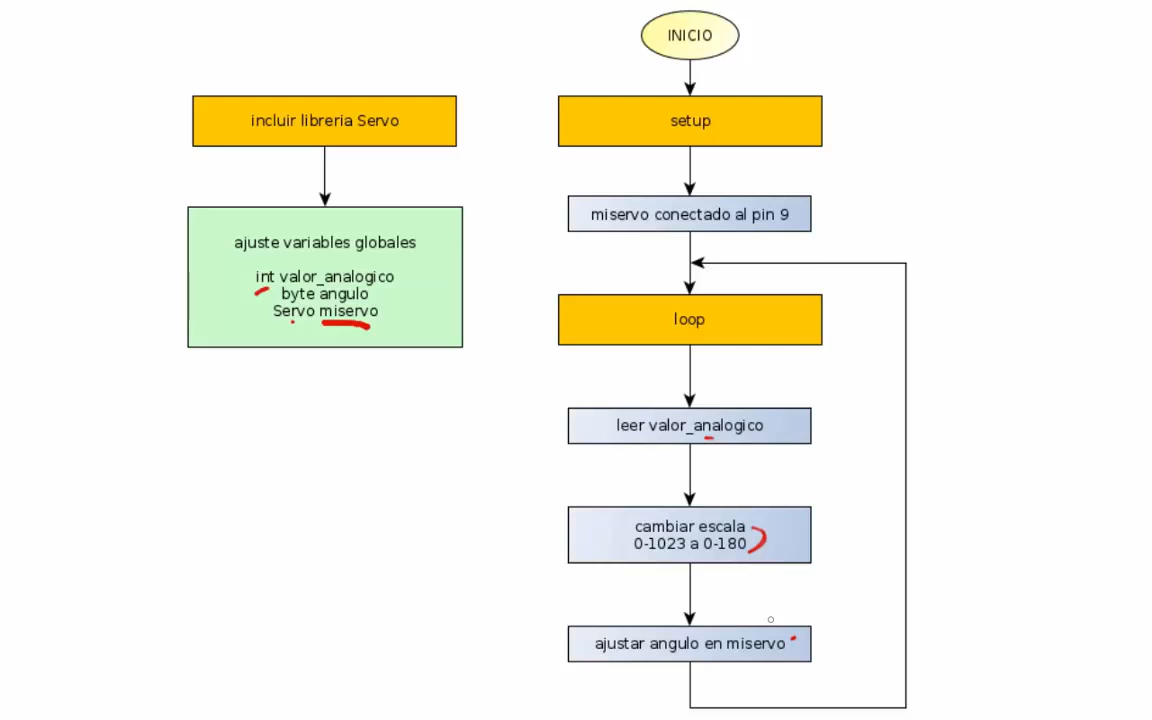 INICIO
incluir libreria Servo
setup
ajuste variables globales
int valor_analogico
byte angulo
Servo miservo
miservo conectado al pin 9
loop
leer valor_analogico
cambiar escala
0-1023 a 0-180
ajustar angulo en miservo